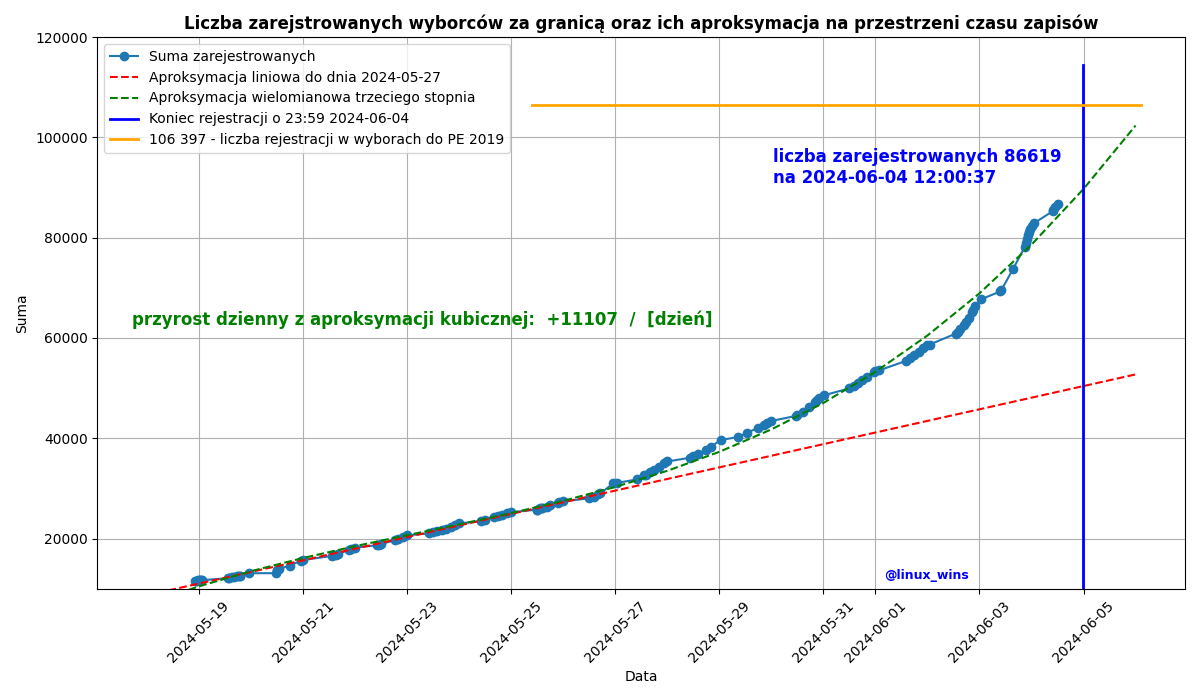 Liczba zarejstrowanych wyborców za granicą oraz ich aproksymacja na przestrzeni czasu zapisów
120000
100000
80000
60000
40000
20000
Suma
Suma zarejestrowanych
Aproksymacja liniowa do dnia 2024-05-27
Aproksymacja wielomianowa trzeciego stopnia
Koniec rejestracji o 23:59 2024-06-04
106 397 - liczba rejestracji w wyborach do PE 2019
liczba zarejestrowanych 86619
na 2024-06-04 12:00:37
przyrost dzienny z aproksymacji kubicznej: +11107 / [dzień]
@linux_wins
2024-05-19
2024-05-21
2024-05-23
2024-05-25
2024-05-27
2024-05-29
2024-05-31
2024-06-01
2024-06-03
2024-06-05
Data